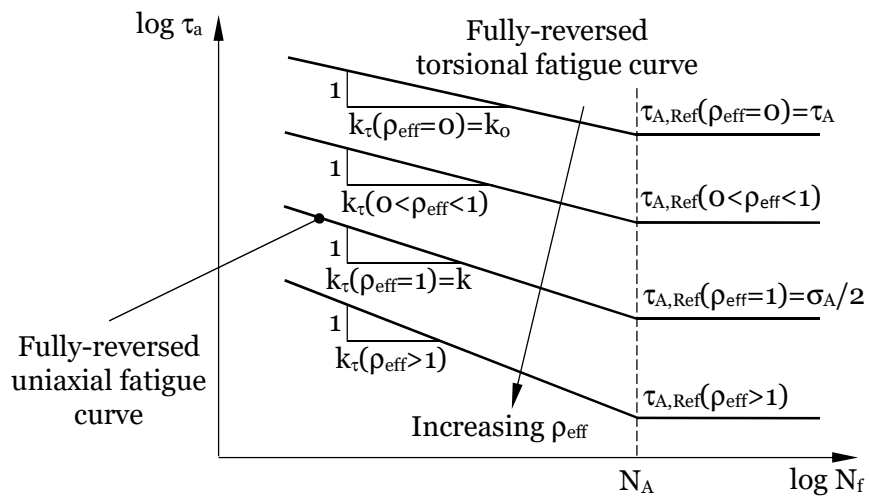 log τₐ
Fully-reversed
torsional fatigue curve
1
kτ(ρeff=0)=k₀
τA,Ref(ρeff=0)=τA
1
kτ(0<ρeff<1)
τA,Ref(0<ρeff<1)
1
kτ(ρeff=1)=k
τA,Ref(ρeff=1)=σA/2
1
kτ(ρeff>1)
Fully-reversed
uniaxial fatigue
curve
τA,Ref(ρeff>1)
Increasing ρeff
NA
log Nf